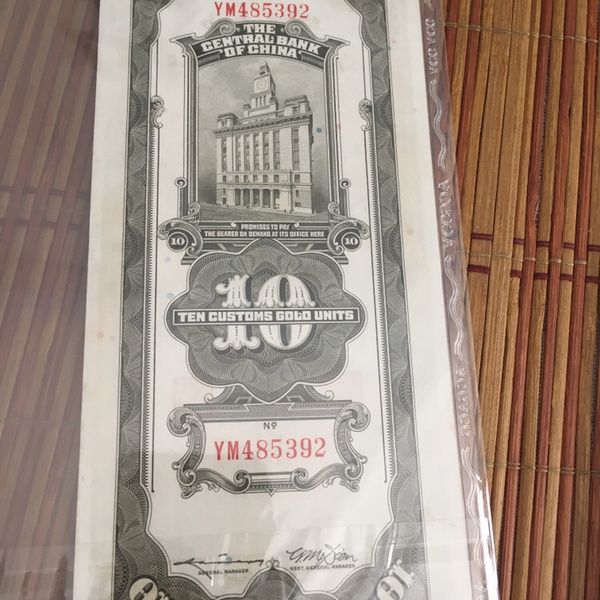 YM485392
THE
CENTRAL BANK
OF CHINA
PROMISES TO PAY
THE BEARER ON DEMAND AT ITS OFFICE HERE
10 10
10
TEN CUSTOMS GOLD UNITS
Nº
YM485392
GENERAL MANAGER
ASST. GENERAL MANAGER
10